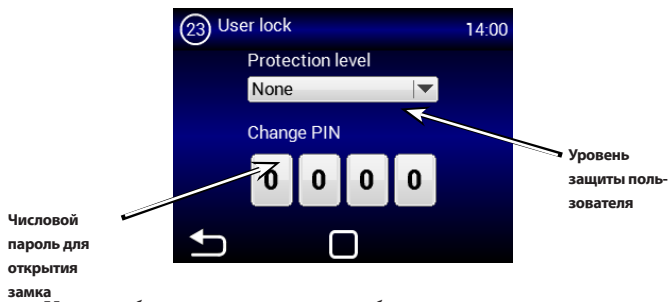 23 User lock 14:00
Protection level
None
Change PIN
0 0 0 0
Уровень
защиты поль-
зователя
Числовой
пароль для
открытия
замка